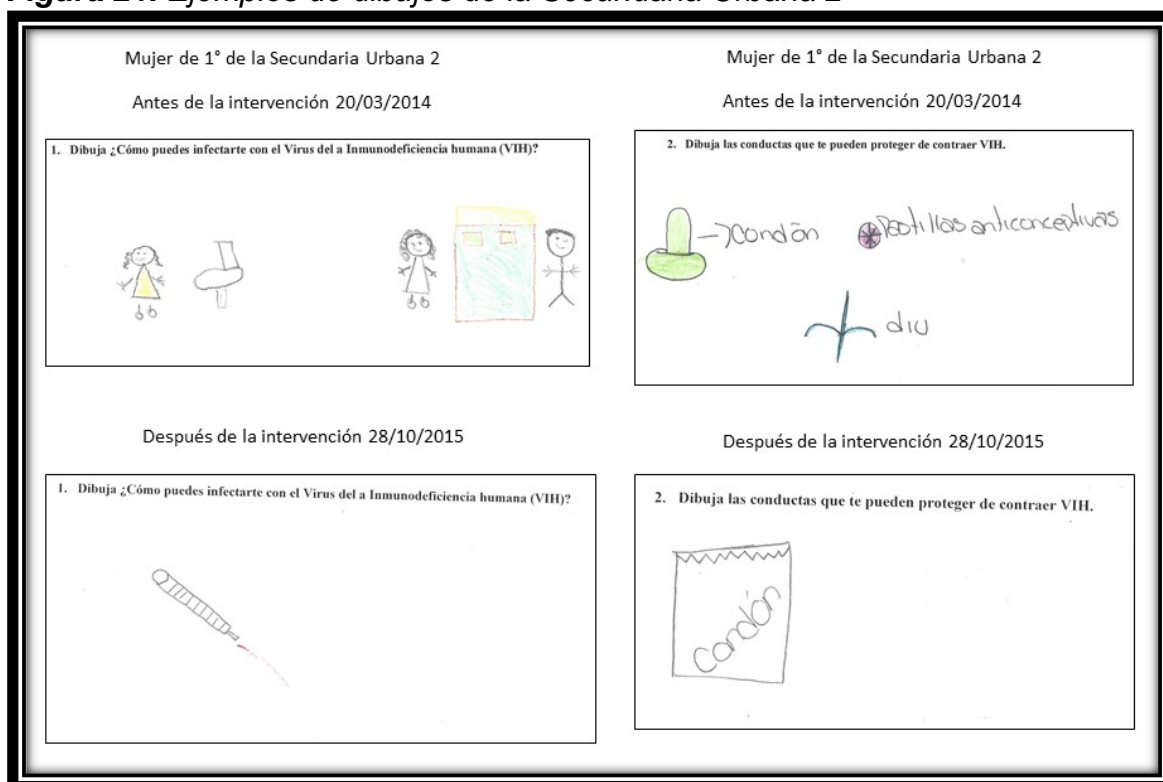 Mujer de 1° de la Secundaria Urbana 2
Antes de la intervención 20/03/2014
1. Dibuja ¿Cómo puedes infectarte con el Virus del a Inmunodeficiencia humana (VIH)?
Mujer de 1° de la Secundaria Urbana 2
Antes de la intervención 20/03/2014
2. Dibuja las conductas que te pueden proteger de contraer VIH.
Condón
Pastillas anticonceptivas
diu
Después de la intervención 28/10/2015
1. Dibuja ¿Cómo puedes infectarte con el Virus del a Inmunodeficiencia humana (VIH)?
Después de la intervención 28/10/2015
2. Dibuja las conductas que te pueden proteger de contraer VIH.
Condón